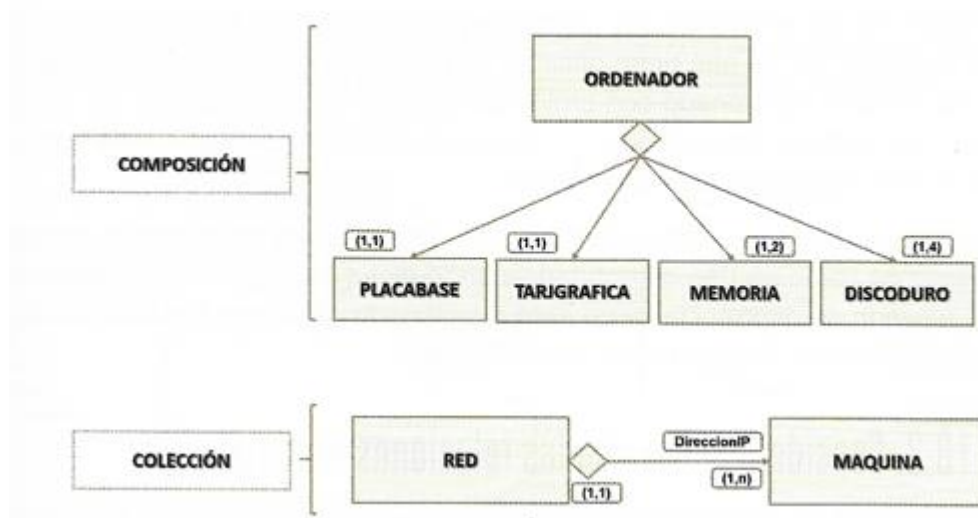 ORDENADOR
COMPOSICIÓN
(1,1)
(1,1)
(1,2)
(1,4)
PLACABASE
TARJGRAFICA
MEMORIA
DISCODURO
COLECCIÓN
RED
DireccionIP
MAQUINA
(1,1)
(1,n)